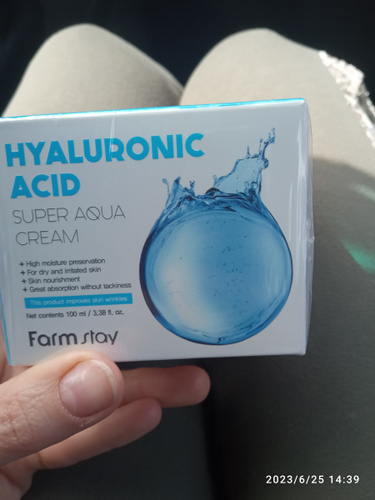 HYALURONIC
ACID
SUPER AQUA
CREAM
+ High moisture preservation
+ For dry and irritated skin
+ Skin nourishment
+ Great absorption without tackiness
This product improves skin wrinkles
Net contents 100 ml / 3,38 fl. oz.
Farm stay
2023/6/25 14:39